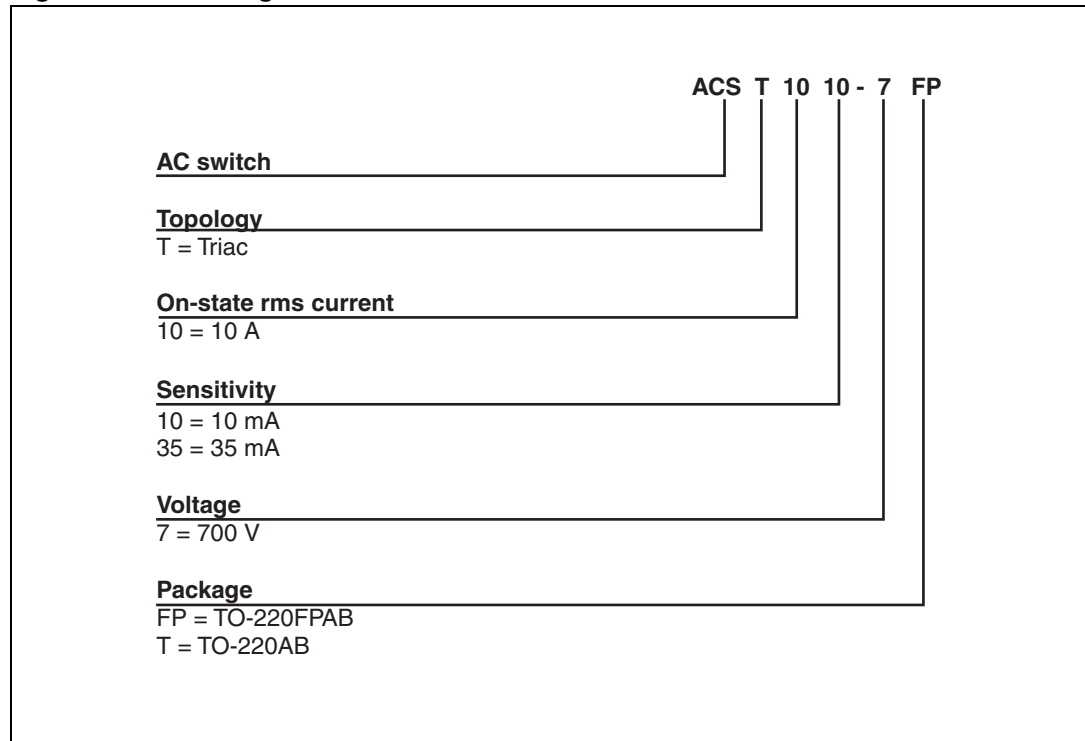 ACS T 10 10 - 7 FP
AC switch
Topology
T = Triac
On-state rms current
10 = 10 A
Sensitivity
10 = 10 mA
35 = 35 mA
Voltage
7 = 700 V
Package
FP = TO-220FPAB
T = TO-220AB